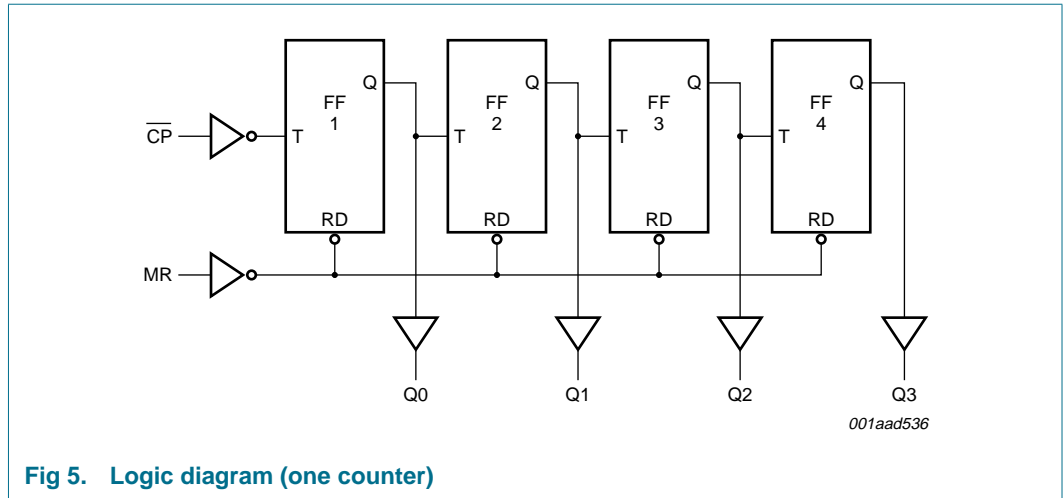 Q Q Q Q
FF FF FF FF
1 2 3 4
C̅P̅ T T T T
RD RD RD RD
MR
Q0 Q1 Q2 Q3
001aad536
Fig 5. Logic diagram (one counter)